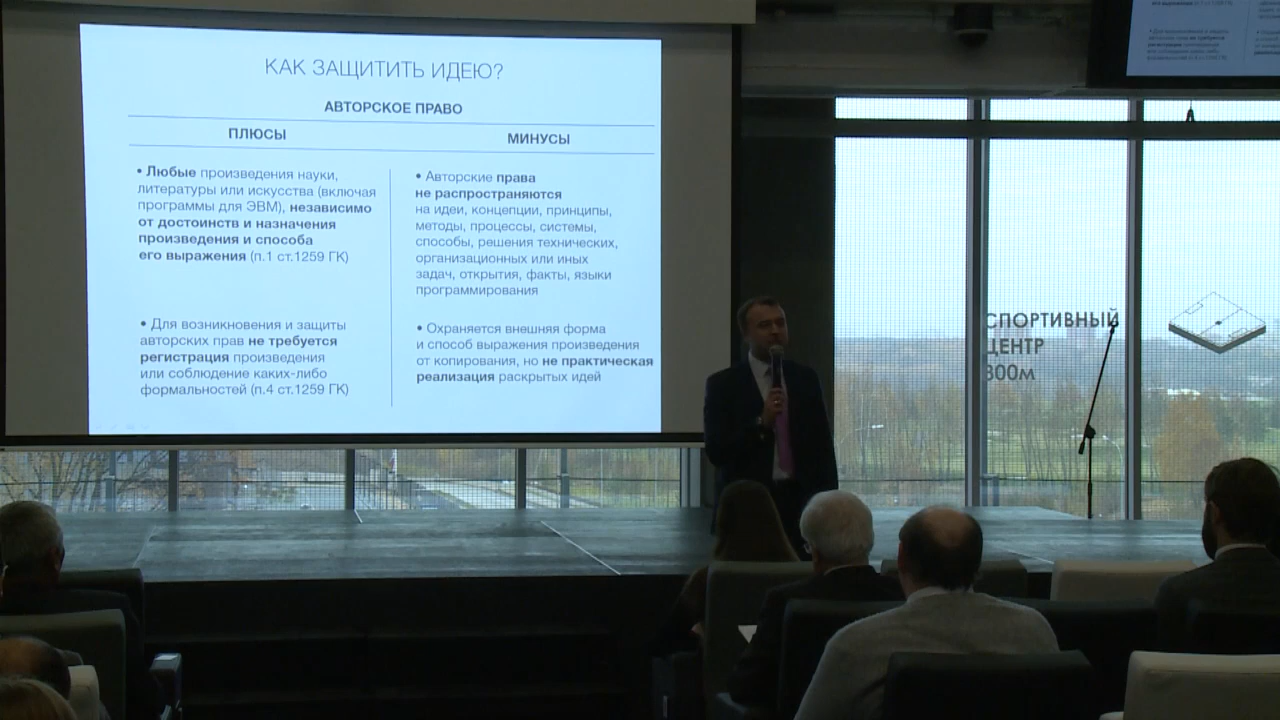 КАК ЗАЩИТИТЬ ИДЕЮ?
АВТОРСКОЕ ПРАВО
ПЛЮСЫ
МИНУСЫ
• Любые произведения науки,
литературы или искусства (включая
программы для ЭВМ), независимо
от достоинств и назначения
произведения и способа
его выражения (п.1 ст.1259 ГК)
• Авторские права
не распространяются
на идеи, концепции, принципы,
методы, процессы, системы,
способы, решения технических,
организационных или иных
задач, открытия, факты, языки
программирования
• Для возникновения и защиты
авторских прав не требуется
регистрация произведения
или соблюдение каких-либо
формальностей (п.4 ст.1259 ГК)
• Охраняется внешняя форма
и способ выражения произведения
от копирования, но не практическая
реализация раскрытых идей
СПОРТИВНЫЙ
ЦЕНТР
300м